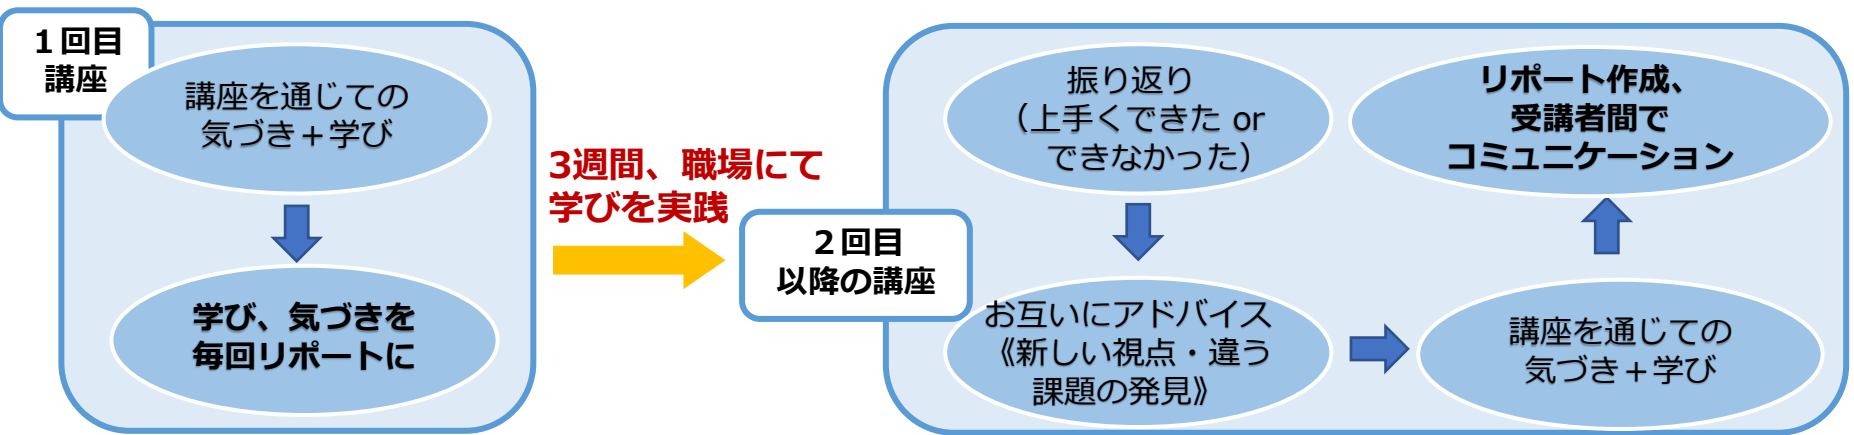 １回目
講座
講座を通じての
気づき＋学び
学び、気づきを
毎回リポートに
3週間、職場にて
学びを実践
２回目
以降の講座
振り返り
（上手くできた or
できなかった）
お互いにアドバイス
《新しい視点・違う
課題の発見》
講座を通じての
気づき＋学び
リポート作成、
受講者間で
コミュニケーション